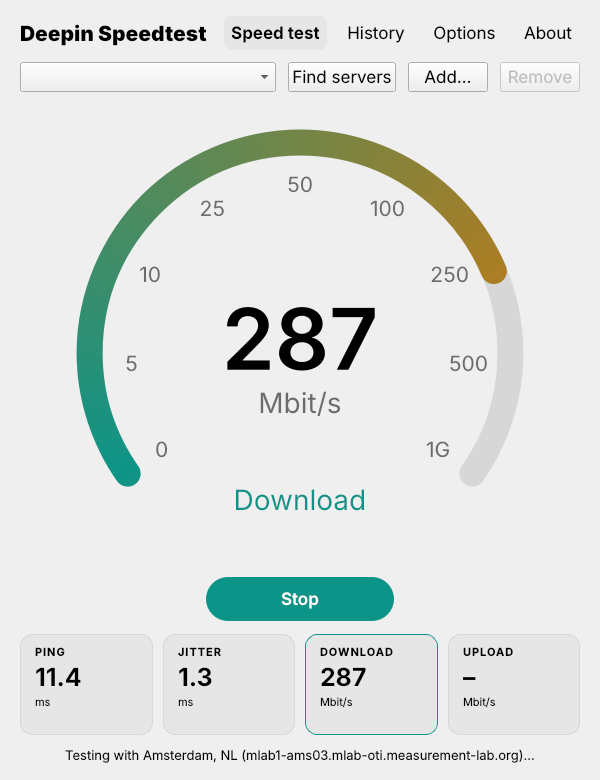 Deepin Speedtest Speed test History Options About
Find servers Add... Remove
50
25 100
10 250
287
5 500
Mbit/s
0 1G
Download
Stop
PING JITTER DOWNLOAD UPLOAD
11.4 1.3 287 –
ms ms Mbit/s Mbit/s
Testing with Amsterdam, NL (mlab1-ams03.mlab-oti.measurement-lab.org)...